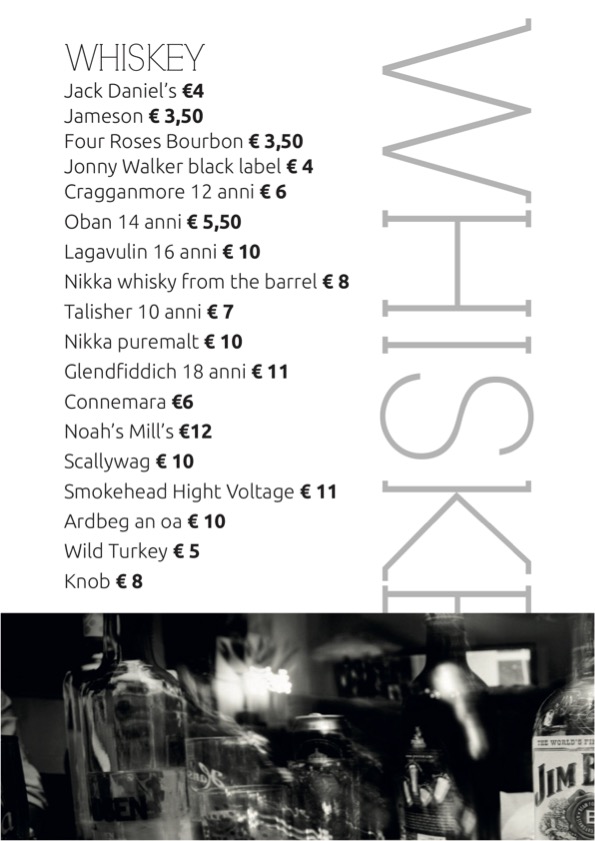 WHISKEY
Jack Daniel's €4
Jameson € 3,50
Four Roses Bourbon € 3,50
Jonny Walker black label € 4
Cragganmore 12 anni € 6
Oban 14 anni € 5,50
Lagavulin 16 anni € 10
Nikka whisky from the barrel € 8
Talisher 10 anni € 7
Nikka puremalt € 10
Glendfiddich 18 anni € 11
Connemara €6
Noah's Mill's €12
Scallywag € 10
Smokehead Hight Voltage € 11
Ardbeg an oa € 10
Wild Turkey € 5
Knob € 8
WHISKE
THE WORLD'S FI
JIM B